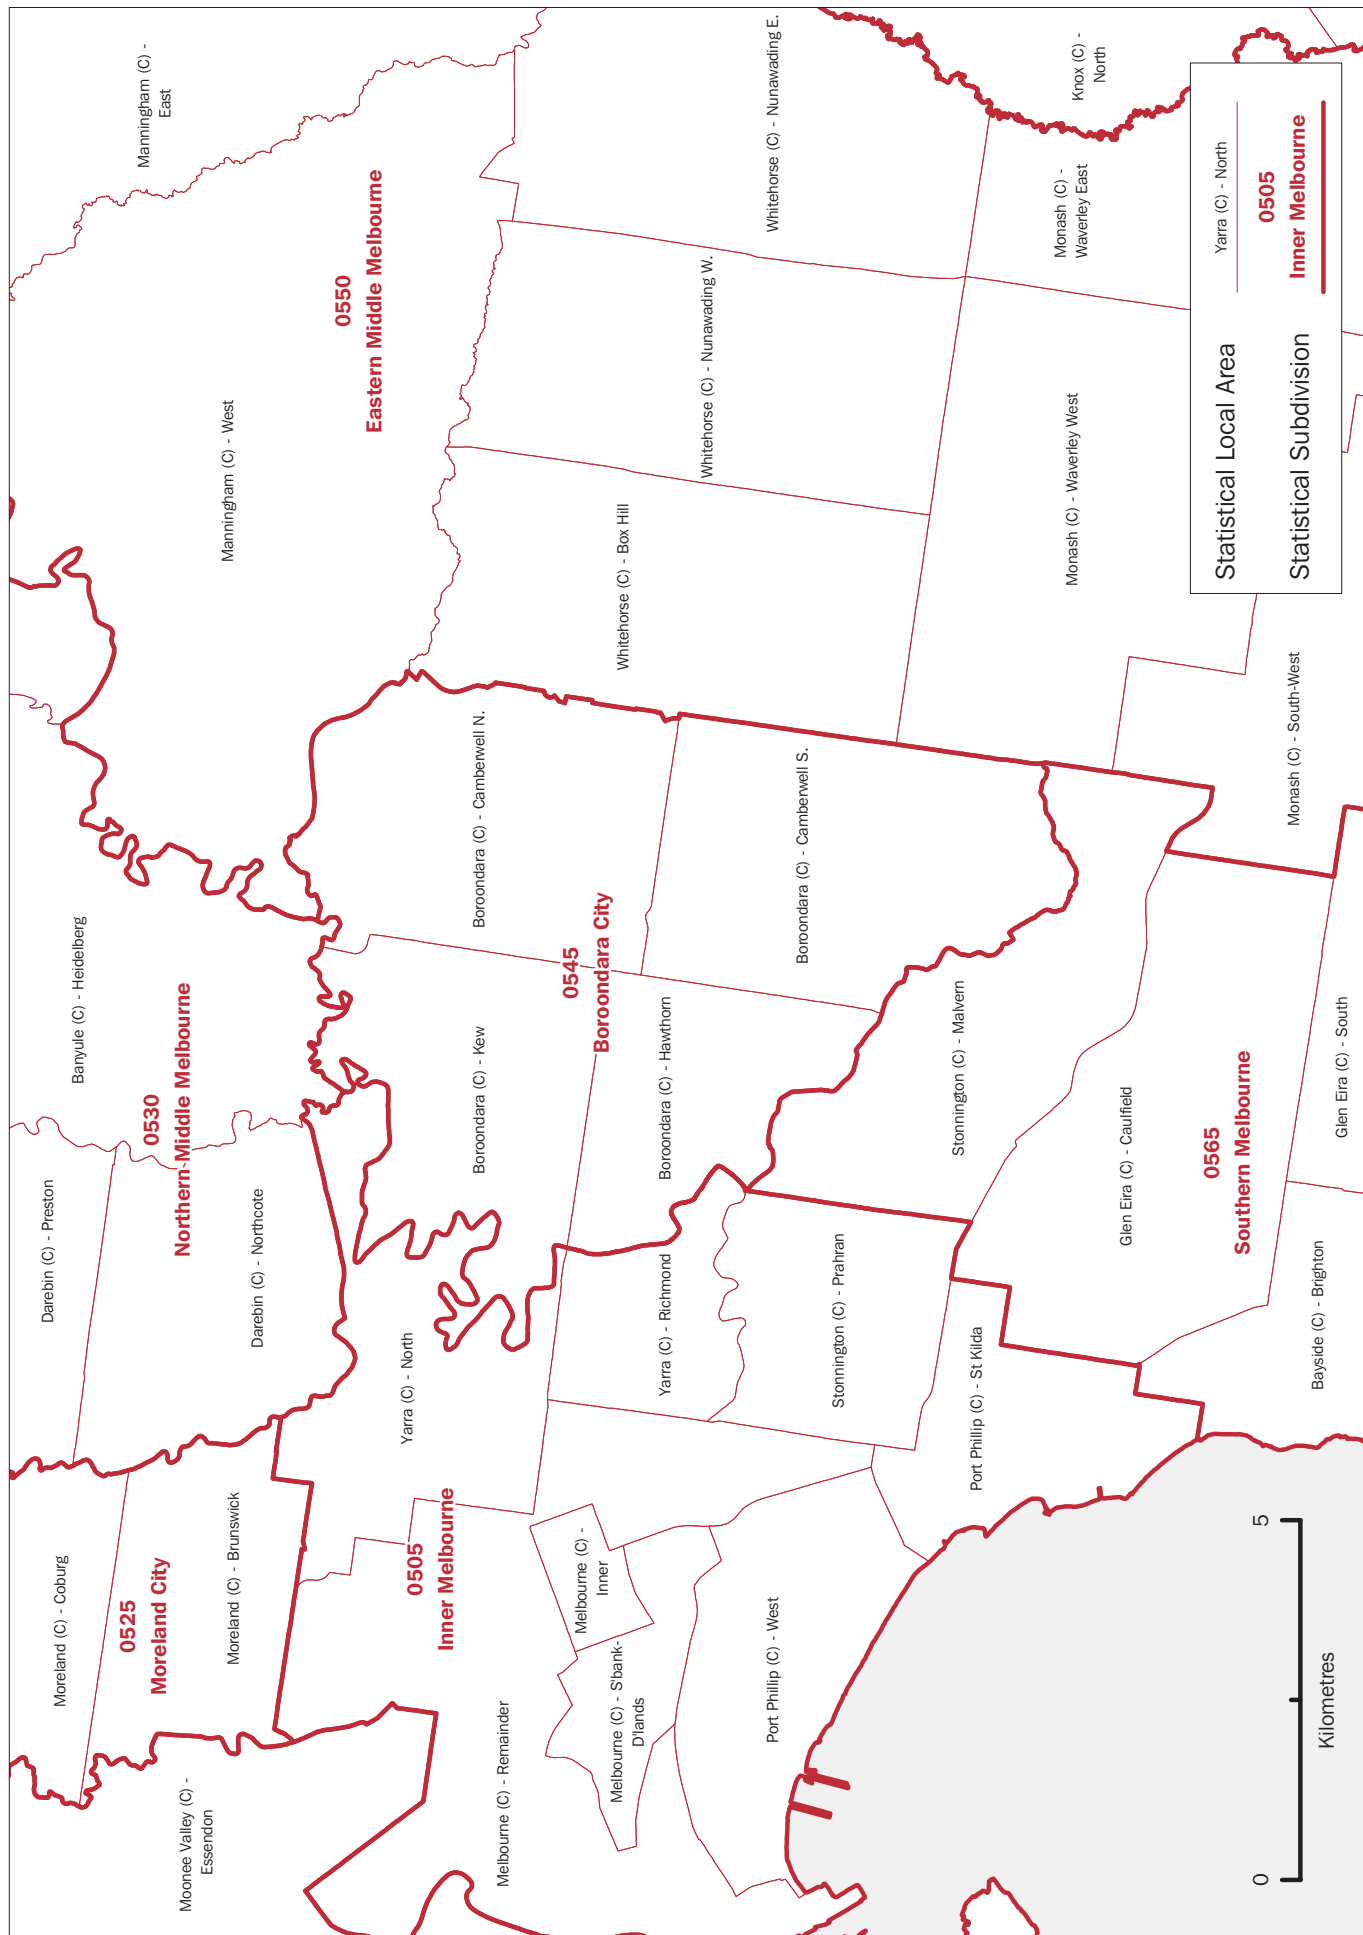 Moonee Valley (C) -
Essendon
Moreland (C) - Coburg
0525
Moreland City
Moreland (C) - Brunswick
Darebin (C) - Preston
0530
Northern-Middle Melbourne
Darebin (C) - Northcote
Banyule (C) - Heidelberg
Manningham (C) - West
Manningham (C) -
East
0550
Eastern Middle Melbourne
Yarra (C) - North
0505
Inner Melbourne
Melbourne (C) - Remainder
Melbourne (C) -
Inner
Melbourne (C) - S'bank-
D'lands
Boroondara (C) - Kew
Boroondara (C) - Camberwell N.
0545
Boroondara City
Yarra (C) - Richmond
Boroondara (C) - Hawthorn
Boroondara (C) - Camberwell S.
Whitehorse (C) - Box Hill
Whitehorse (C) - Nunawading W.
Whitehorse (C) - Nunawading E.
Port Phillip (C) - West
Stonnington (C) - Prahran
Port Phillip (C) - St Kilda
Stonnington (C) - Malvern
Glen Eira (C) - Caulfield
0565
Southern Melbourne
Bayside (C) - Brighton
Glen Eira (C) - South
Monash (C) - South-West
Monash (C) - Waverley West
Monash (C) -
Waverley East
Knox (C) -
North
Statistical Local Area
Yarra (C) - North
Statistical Subdivision
0505
Inner Melbourne
0
5
Kilometres